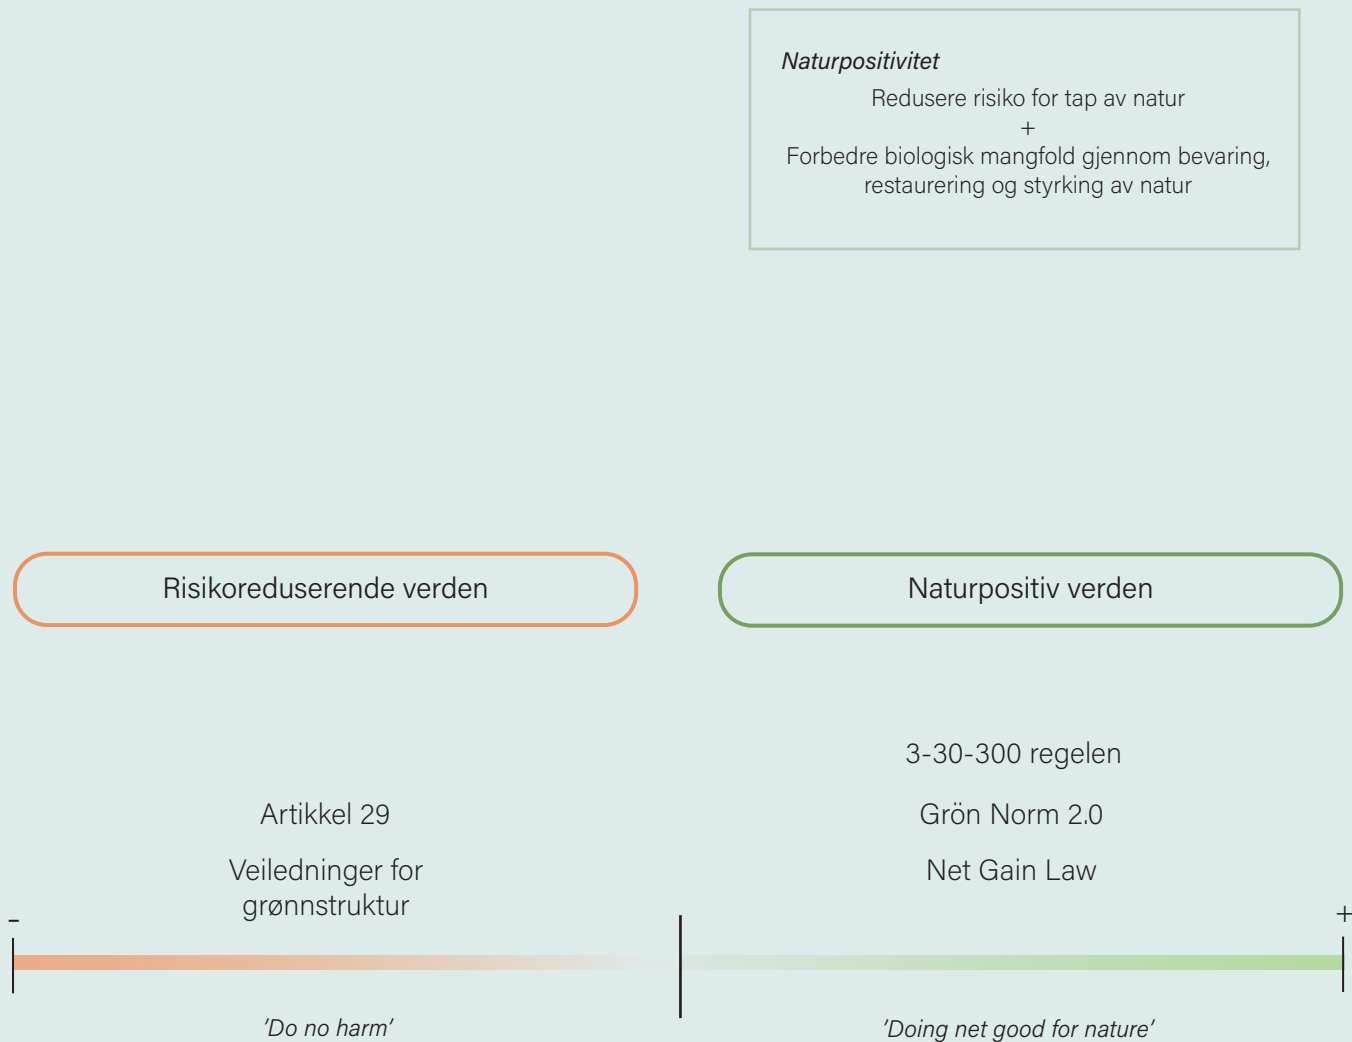 Naturpositivitet
Redusere risiko for tap av natur
+
Forbedre biologisk mangfold gjennom bevaring,
restaurering og styrking av natur
Risikoreduserende verden
Naturpositiv verden
Artikkel 29
Veiledninger for
grønnstruktur
3-30-300 regelen
Grön Norm 2.0
Net Gain Law
-
+
'Do no harm'
'Doing net good for nature'